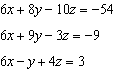 6x + 8y − 10z = −54
6x + 9y − 3z = −9
6x − y + 4z = 3